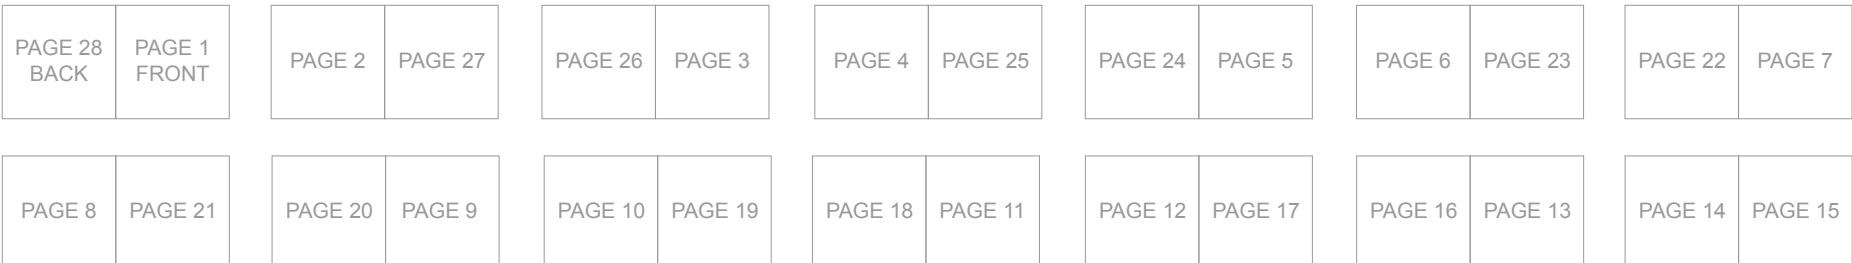 PAGE 28 BACK
PAGE 1 FRONT
PAGE 2
PAGE 27
PAGE 26
PAGE 3
PAGE 4
PAGE 25
PAGE 24
PAGE 5
PAGE 6
PAGE 23
PAGE 22
PAGE 7
PAGE 8
PAGE 21
PAGE 20
PAGE 9
PAGE 10
PAGE 19
PAGE 18
PAGE 11
PAGE 12
PAGE 17
PAGE 16
PAGE 13
PAGE 14
PAGE 15